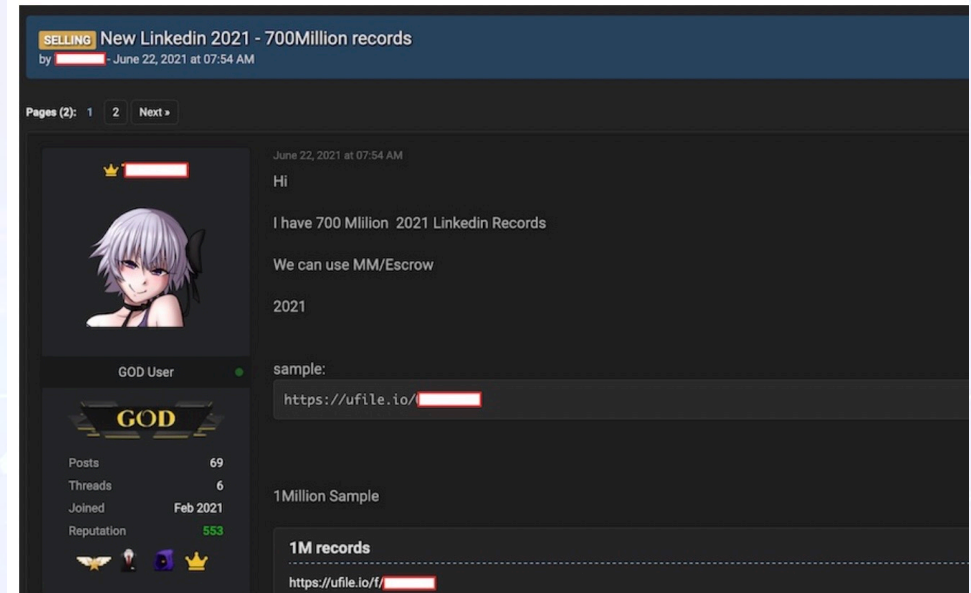 SELLING New Linkedin 2021 - 700Million records
by - June 22, 2021 at 07:54 AM
Pages (2): 1 2 Next »
June 22, 2021 at 07:54 AM
Hi
I have 700 Mlilion 2021 Linkedin Records
We can use MM/Escrow
2021
GOD User
sample:
https://ufile.io/
GOD
Posts 69
Threads 6
Joined Feb 2021
Reputation 553
1Million Sample
1M records
https://ufile.io/f/